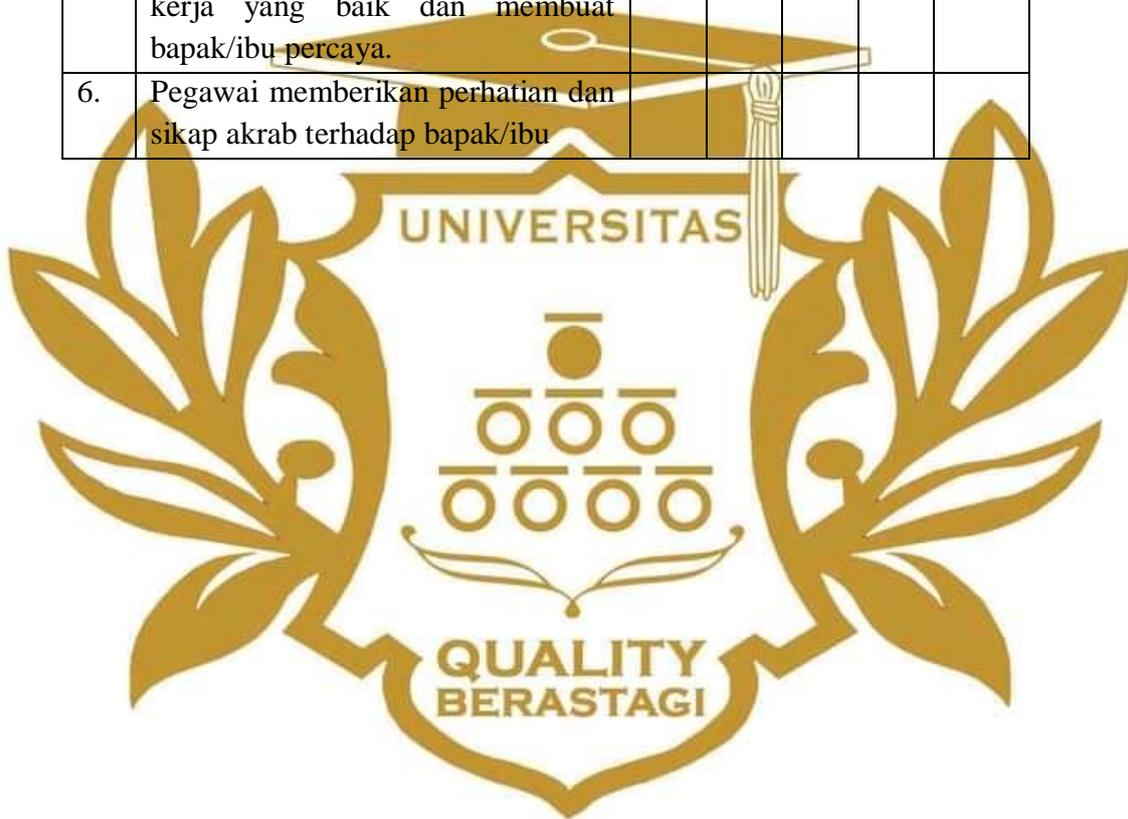 kerja yang baik dan membuat
bapak/ibu percaya.
6. Pegawai memberikan perhatian dan
sikap akrab terhadap bapak/ibu
UNIVERSITAS
QUALITY
BERASTAGI